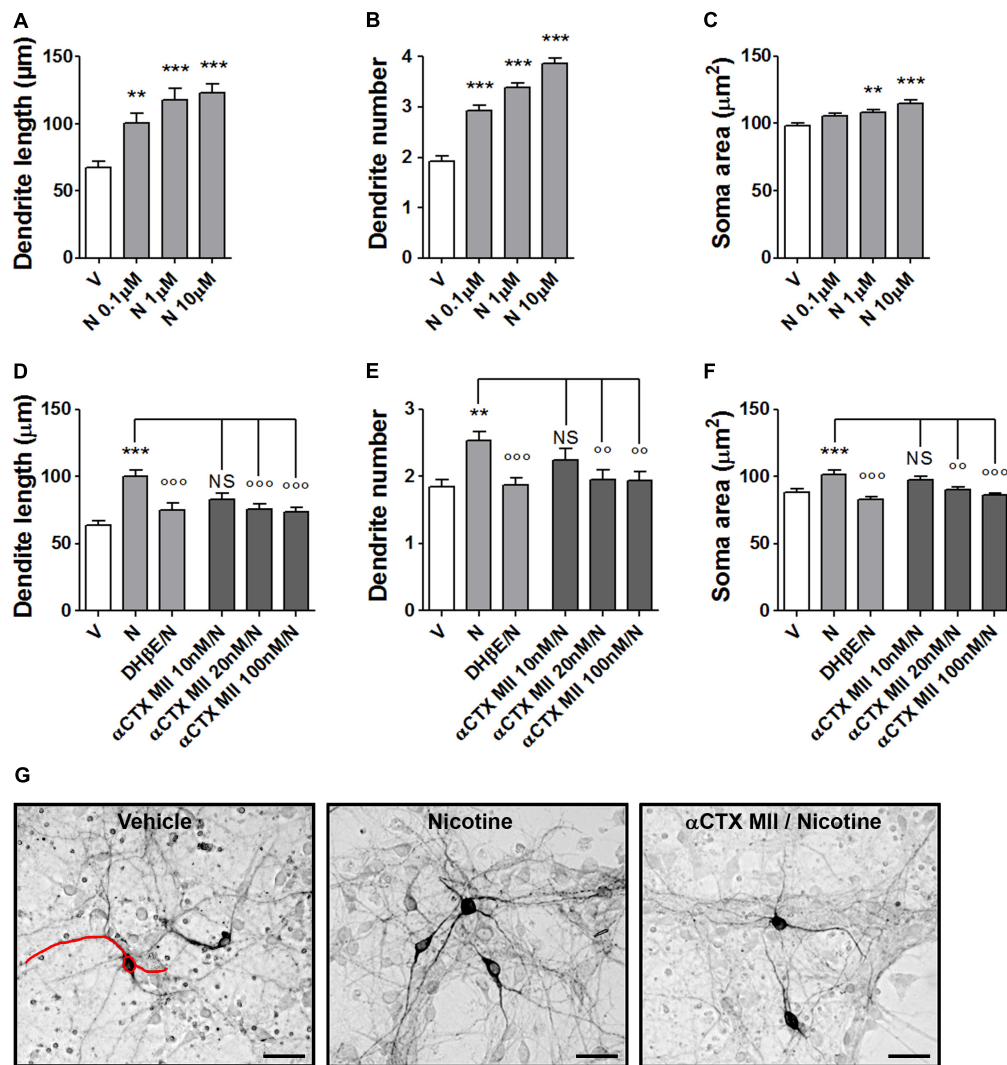 A
Dendrite length (μm)
150
100
50
0
**
***
***
V
N 0.1μM
N 1μM
N 10μM
B
Dendrite number
4
3
2
1
0
***
***
***
V
N 0.1μM
N 1μM
N 10μM
C
Soma area (μm2)
150
100
50
0
**
***
V
N 0.1μM
N 1μM
N 10μM
D
Dendite length (μm)
150
100
50
0
***
°°°
NS
°°°
°°°
V
N
DHβE/N
αCTX MII 10nM/N
αCTX MII 20nM/N
αCTX MII 100nM/N
E
Dendrite number
3
2
1
0
**
°°°
NS
°°
°°
V
N
DHβE/N
αCTX MII 10nM/N
αCTX MII 20nM/N
αCTX MII 100nM/N
F
Soma area (μm2)
150
100
50
0
***
°°°
NS
°°
°°°
V
N
DHβE/N
αCTX MII 10nM/N
αCTX MII 20nM/N
αCTX MII 100nM/N
G
Vehicle
Nicotine
αCTX MII / Nicotine